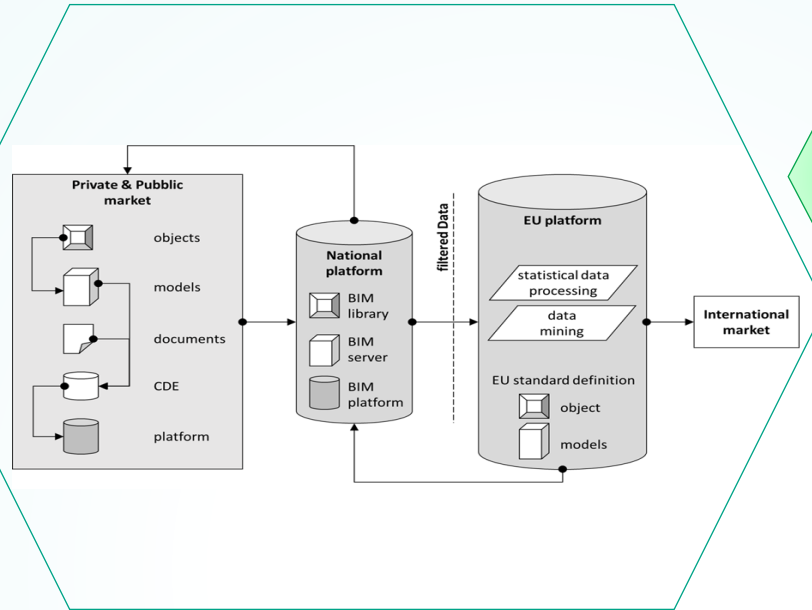 Private & Pubblic
market
objects
models
documents
CDE
platform
National
platform
BIM
library
BIM
server
BIM
platform
filtered Data
EU platform
statistical data
processing
data
mining
EU standard definition
object
models
International
market